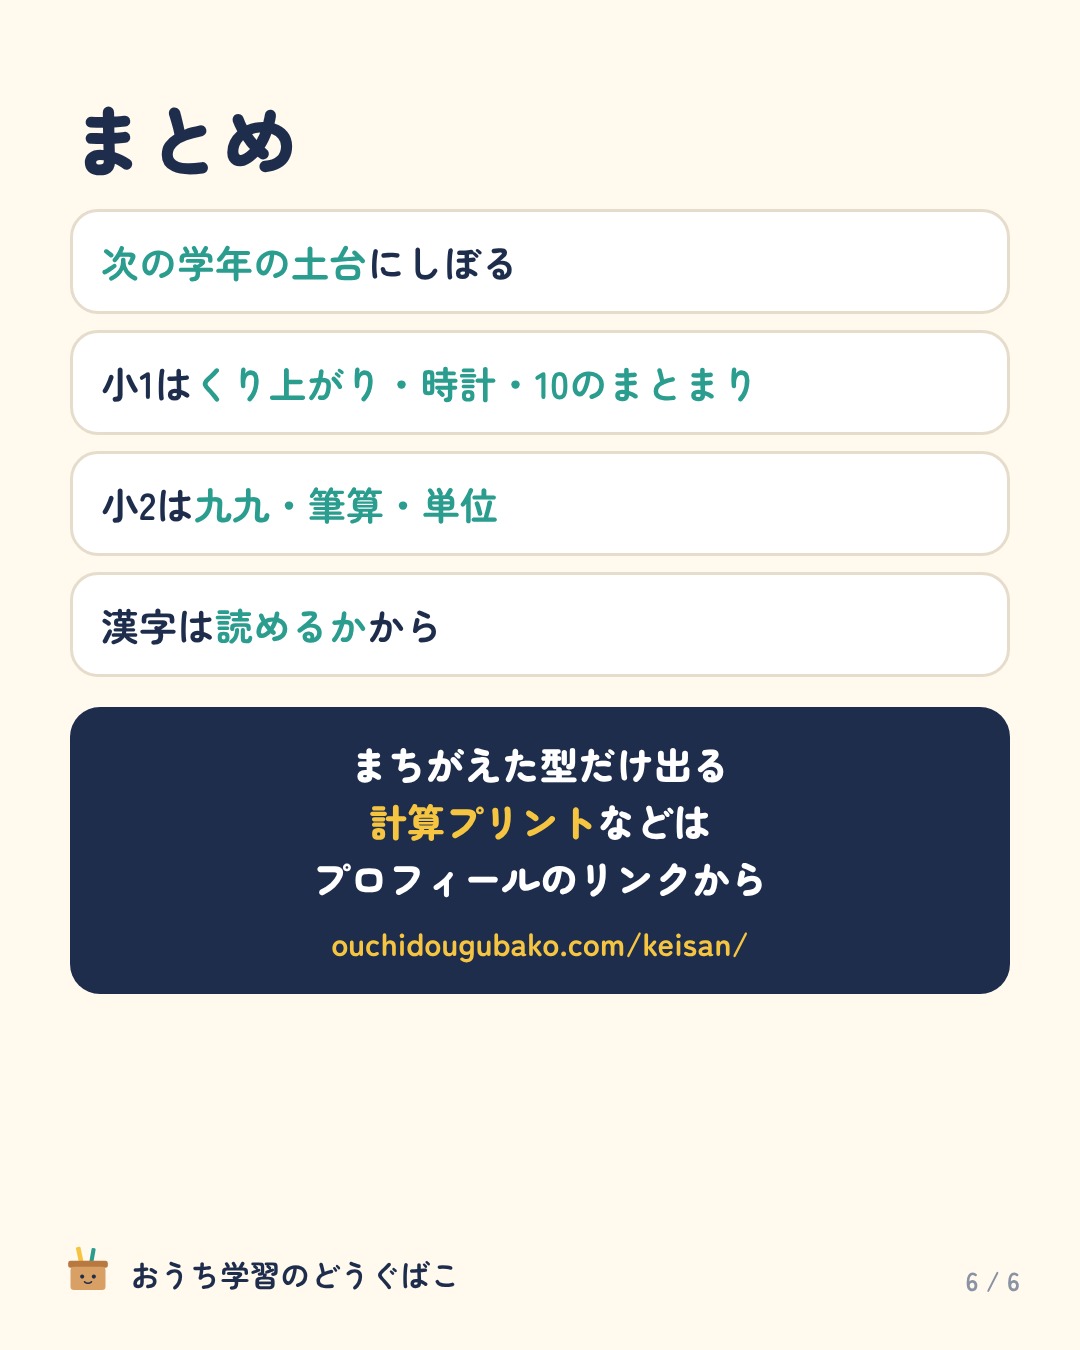 まとめ
次の学年の土台にしぼる
小1はくり上がり・時計・10のまとまり
小2は九九・筆算・単位
漢字は読めるかから
まちがえた型だけ出る
計算プリントなどは
プロフィールのリンクから
ouchidougubako.com/keisan/
おうち学習のどうぐばこ
6 / 6